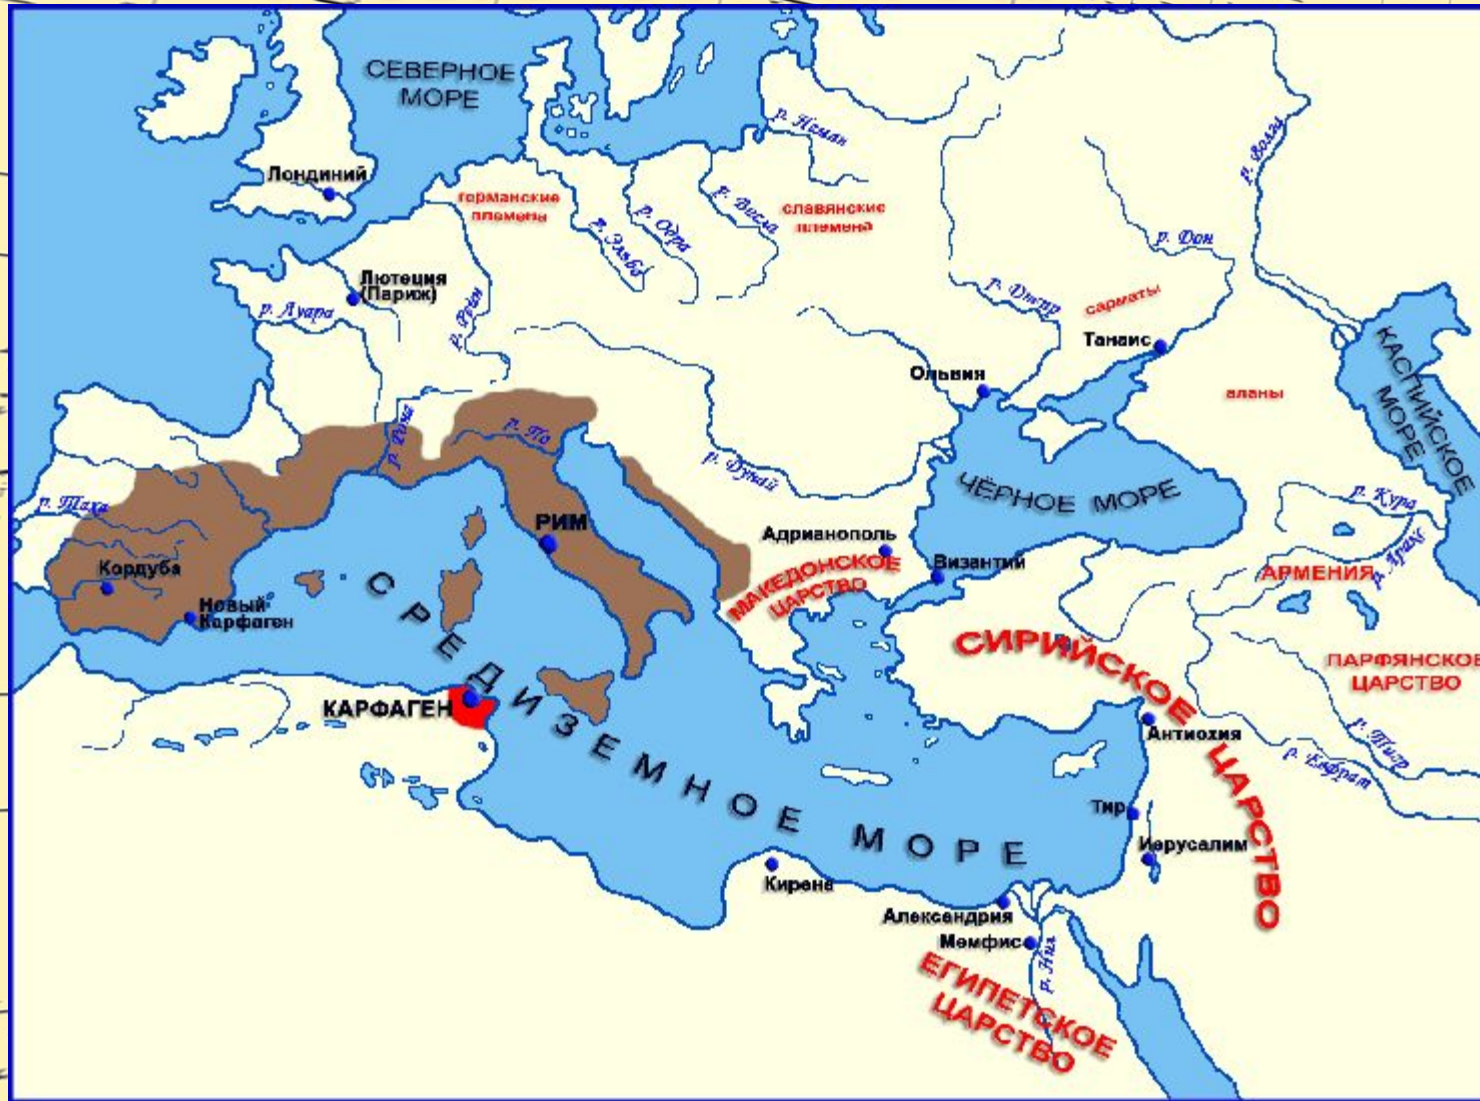 СЕВЕРНОЕ
МОРЕ
р. Неман
р. Волга
Лондиний
германские
племена
р. Эльба
р. Одра
р. Висла
славянские
племена
р. Дон
Лютеция
(Париж)
р. Луара
р. Рейн
р. Днепр
сарматы
Танаис
Ольвия
аланы
КАСПИЙСКОЕ
МОРЕ
р. Рона
р. По
р. Дунай
ЧЁРНОЕ МОРЕ
р. Кура
р. Аракс
р. Таха
РИМ
Адрианополь
Византий
МАКЕДОНСКОЕ
ЦАРСТВО
АРМЕНИЯ
Кордуба
Новый
Карфаген
СРЕДИЗЕМНОЕ МОРЕ
СИРИЙСКОЕ ЦАРСТВО
ПАРФЯНСКОЕ
ЦАРСТВО
КАРФАГЕН
Антиохия
р. Тигр
р. Евфрат
Тир
Иерусалим
Кирена
Александрия
Мемфис
р. Нил
ЕГИПЕТСКОЕ
ЦАРСТВО